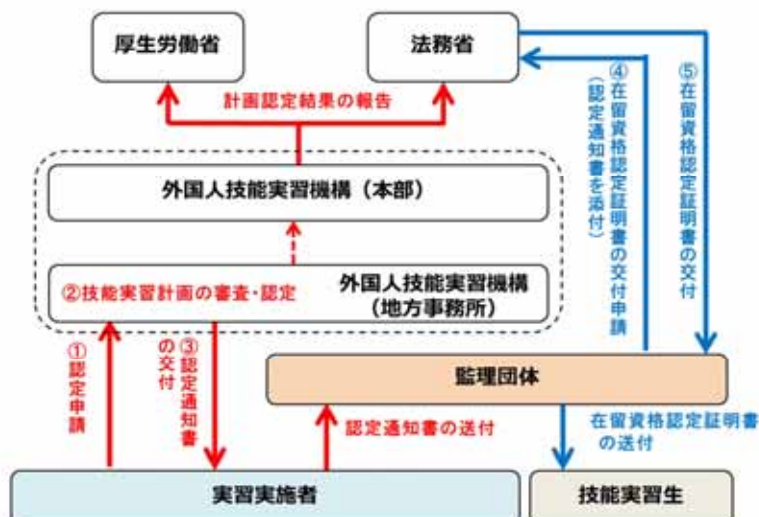 厚生労働省
法務省
計画認定結果の報告
④在留資格認定証明書の交付申請
(認定通知書を添付)
⑤在留資格認定証明書の交付
外国人技能実習機構（本部）
②技能実習計画の審査・認定
外国人技能実習機構
（地方事務所）
①認定申請
③認定通知書
の交付
監理団体
認定通知書の送付
在留資格認定証明書
の送付
実習実施者
技能実習生